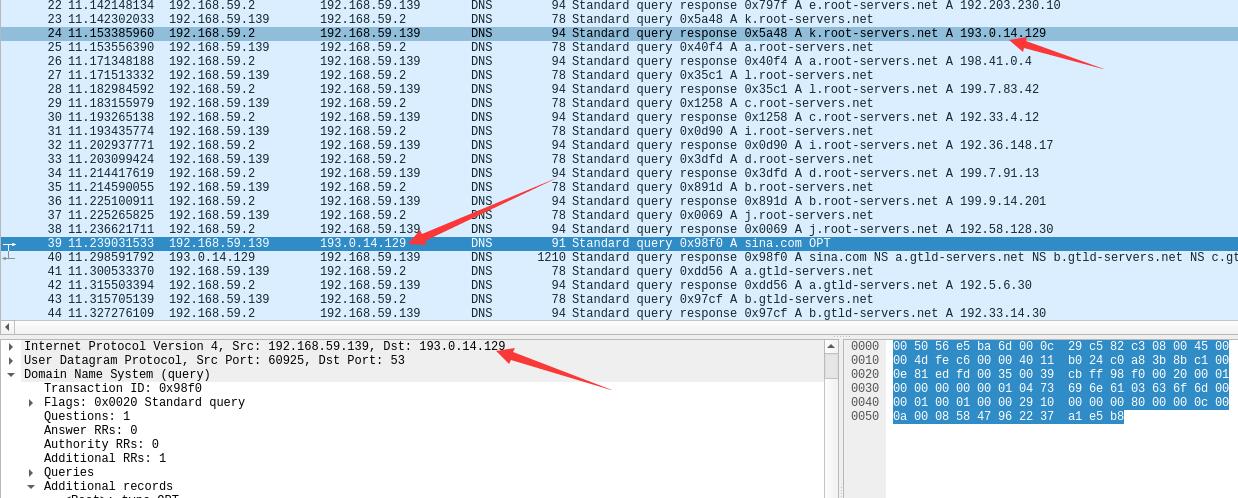 22 11.142148134 192.168.59.2 192.168.59.139 DNS 94 Standard query response 0x797f A e.root-servers.net A 192.203.230.10
23 11.142302033 192.168.59.139 192.168.59.2 DNS 78 Standard query 0x5a48 A k.root-servers.net
24 11.153385960 192.168.59.2 192.168.59.139 DNS 94 Standard query response 0x5a48 A k.root-servers.net A 193.0.14.129
25 11.153556390 192.168.59.139 192.168.59.2 DNS 78 Standard query 0x40f4 A a.root-servers.net
26 11.171348188 192.168.59.2 192.168.59.139 DNS 94 Standard query response 0x40f4 A a.root-servers.net A 198.41.0.4
27 11.171513332 192.168.59.139 192.168.59.2 DNS 78 Standard query 0x35c1 A l.root-servers.net
28 11.182984592 192.168.59.2 192.168.59.139 DNS 94 Standard query response 0x35c1 A l.root-servers.net A 199.7.83.42
29 11.183155979 192.168.59.139 192.168.59.2 DNS 78 Standard query 0x1258 A c.root-servers.net
30 11.193265138 192.168.59.2 192.168.59.139 DNS 94 Standard query response 0x1258 A c.root-servers.net A 192.33.4.12
31 11.193435774 192.168.59.139 192.168.59.2 DNS 78 Standard query 0x0d90 A i.root-servers.net
32 11.202937771 192.168.59.2 192.168.59.139 DNS 94 Standard query response 0x0d90 A i.root-servers.net A 192.36.148.17
33 11.203099424 192.168.59.139 192.168.59.2 DNS 78 Standard query 0x3dfd A d.root-servers.net
34 11.214417619 192.168.59.2 192.168.59.139 DNS 94 Standard query response 0x3dfd A d.root-servers.net A 199.7.91.13
35 11.214590055 192.168.59.139 192.168.59.2 DNS 78 Standard query 0x891d A b.root-servers.net
36 11.225100911 192.168.59.2 192.168.59.139 DNS 94 Standard query response 0x891d A b.root-servers.net A 199.9.14.201
37 11.225265825 192.168.59.139 192.168.59.2 DNS 78 Standard query 0x0069 A j.root-servers.net
38 11.236621711 192.168.59.2 192.168.59.139 DNS 94 Standard query response 0x0069 A j.root-servers.net A 192.58.128.30
39 11.239031533 192.168.59.139 193.0.14.129 DNS 91 Standard query 0x98f0 A sina.com OPT
40 11.298591792 193.0.14.129 192.168.59.139 DNS 1210 Standard query response 0x98f0 A sina.com NS a.gtld-servers.net NS b.gtld-servers.net NS c.gt
41 11.300533370 192.168.59.139 192.168.59.2 DNS 78 Standard query 0xdd56 A a.gtld-servers.net
42 11.315503394 192.168.59.2 192.168.59.139 DNS 94 Standard query response 0xdd56 A a.gtld-servers.net A 192.5.6.30
43 11.315705139 192.168.59.139 192.168.59.2 DNS 78 Standard query 0x97cf A b.gtld-servers.net
44 11.327276109 192.168.59.2 192.168.59.139 DNS 94 Standard query response 0x97cf A b.gtld-servers.net A 192.33.14.30
Internet Protocol Version 4, Src: 192.168.59.139, Dst: 193.0.14.129
User Datagram Protocol, Src Port: 60925, Dst Port: 53
Domain Name System (query)
Transaction ID: 0x98f0
Flags: 0x0020 Standard query
Questions: 1
Answer RRs: 0
Authority RRs: 0
Additional RRs: 1
Queries
Additional records
<Root>: type OPT
0000 00 50 56 e5 ba 6d 00 0c 29 c5 82 c3 08 00 45 00
0010 00 4d fe c6 00 00 40 11 b0 24 c0 a8 3b 8b c1 00
0020 0e 81 ed fd 00 35 00 39 cb ff 98 f0 00 20 00 01
0030 00 00 00 00 00 01 04 73 69 6e 61 03 63 6f 6d 00
0040 00 01 00 01 00 00 29 10 00 00 00 80 00 00 0c 00
0050 0a 00 08 58 47 96 22 37 a1 e5 b8